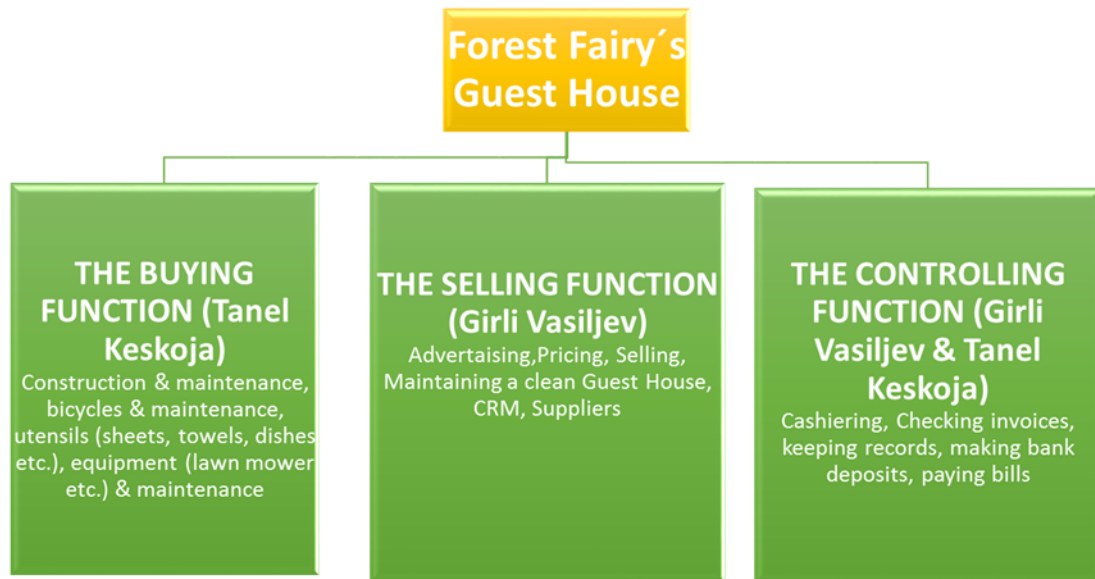 Forest Fairy´s
Guest House
THE BUYING
FUNCTION (Tanel
Keskoja)
Construction & maintenance,
bicycles & maintenance,
utensils (sheets, towels, dishes
etc.), equipment (lawn mower
etc.) & maintenance
THE SELLING FUNCTION
(Girli Vasiljev)
Advertaising,Pricing, Selling,
Maintaining a clean Guest House,
CRM, Suppliers
THE CONTROLLING
FUNCTION (Girli
Vasiljev & Tanel
Keskoja)
Cashiering, Checking invoices,
keeping records, making bank
deposits, paying bills